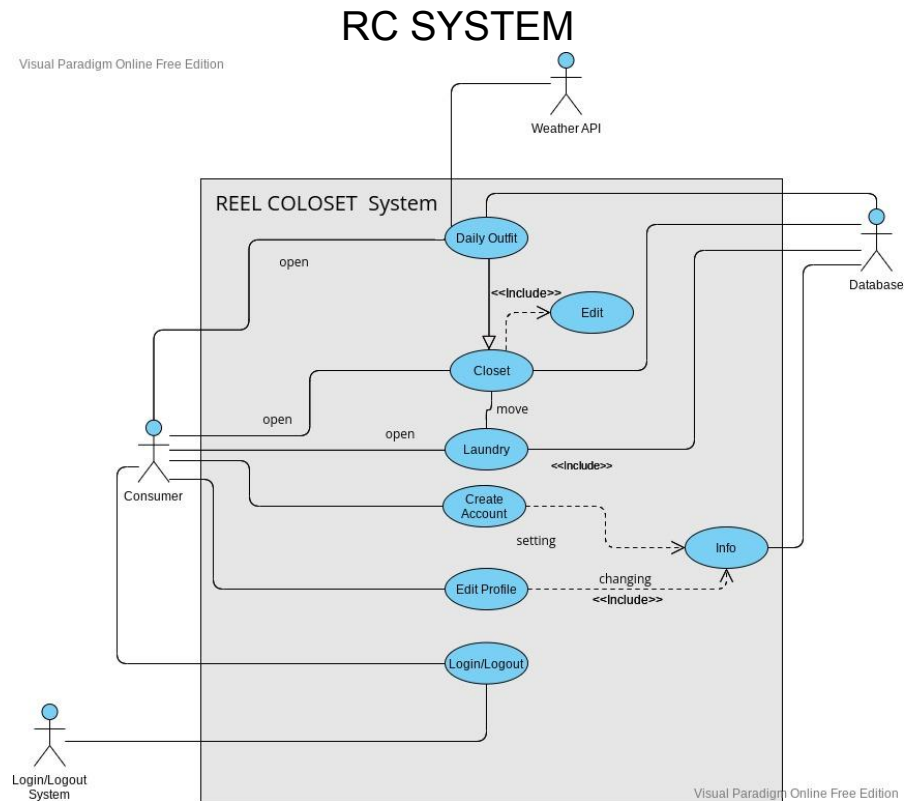 RC SYSTEM
Visual Paradigm Online Free Edition
Weather API
REEL COLOSET System
Daily Outfit
open
Database
<<Include>>
Edit
Closet
move
open
open
Laundry
<<Include>>
Consumer
Create
Account
setting
Info
changing
Edit Profile
<<Include>>
Login/Logout
Login/Logout
System
Visual Paradigm Online Free Edition